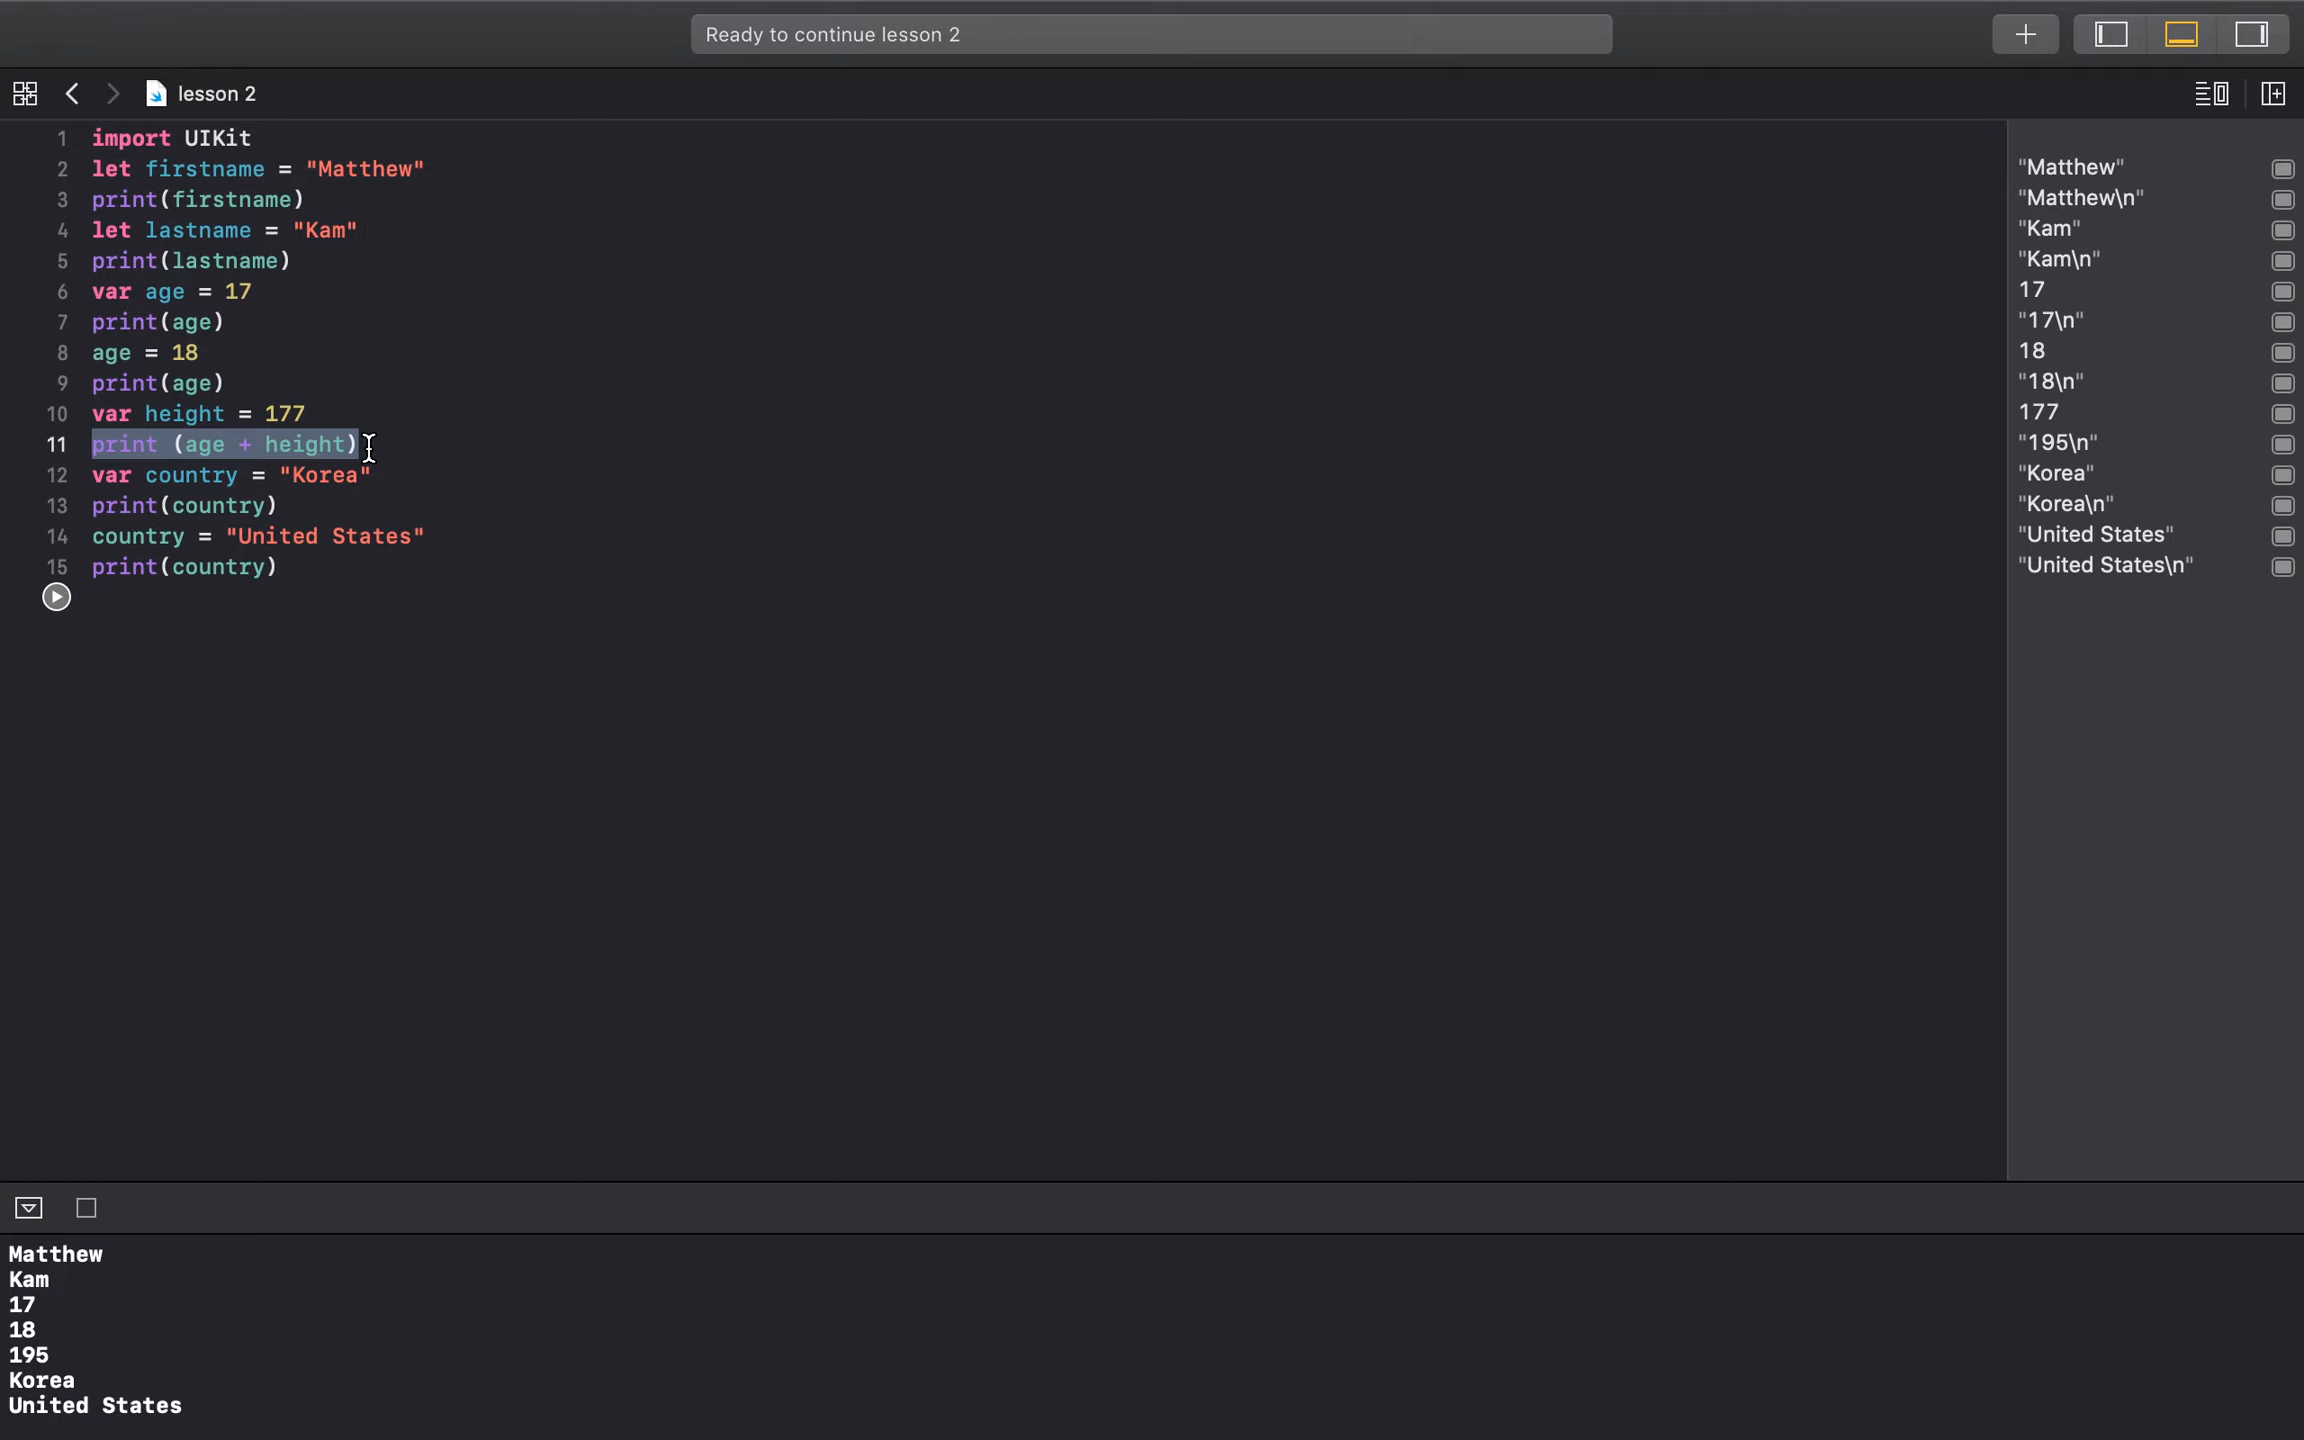 Ready to continue lesson 2
lesson 2
1 import UIKit
2 let firstname = "Matthew"
3 print(firstname)
4 let lastname = "Kam"
5 print(lastname)
6 var age = 17
7 print(age)
8 age = 18
9 print(age)
10 var height = 177
11 print (age + height)
12 var country = "Korea"
13 print(country)
14 country = "United States"
15 print(country)
"Matthew"
"Matthew\n"
"Kam"
"Kam\n"
17
"17\n"
18
"18\n"
177
"195\n"
"Korea"
"Korea\n"
"United States"
"United States\n"
Matthew
Kam
17
18
195
Korea
United States